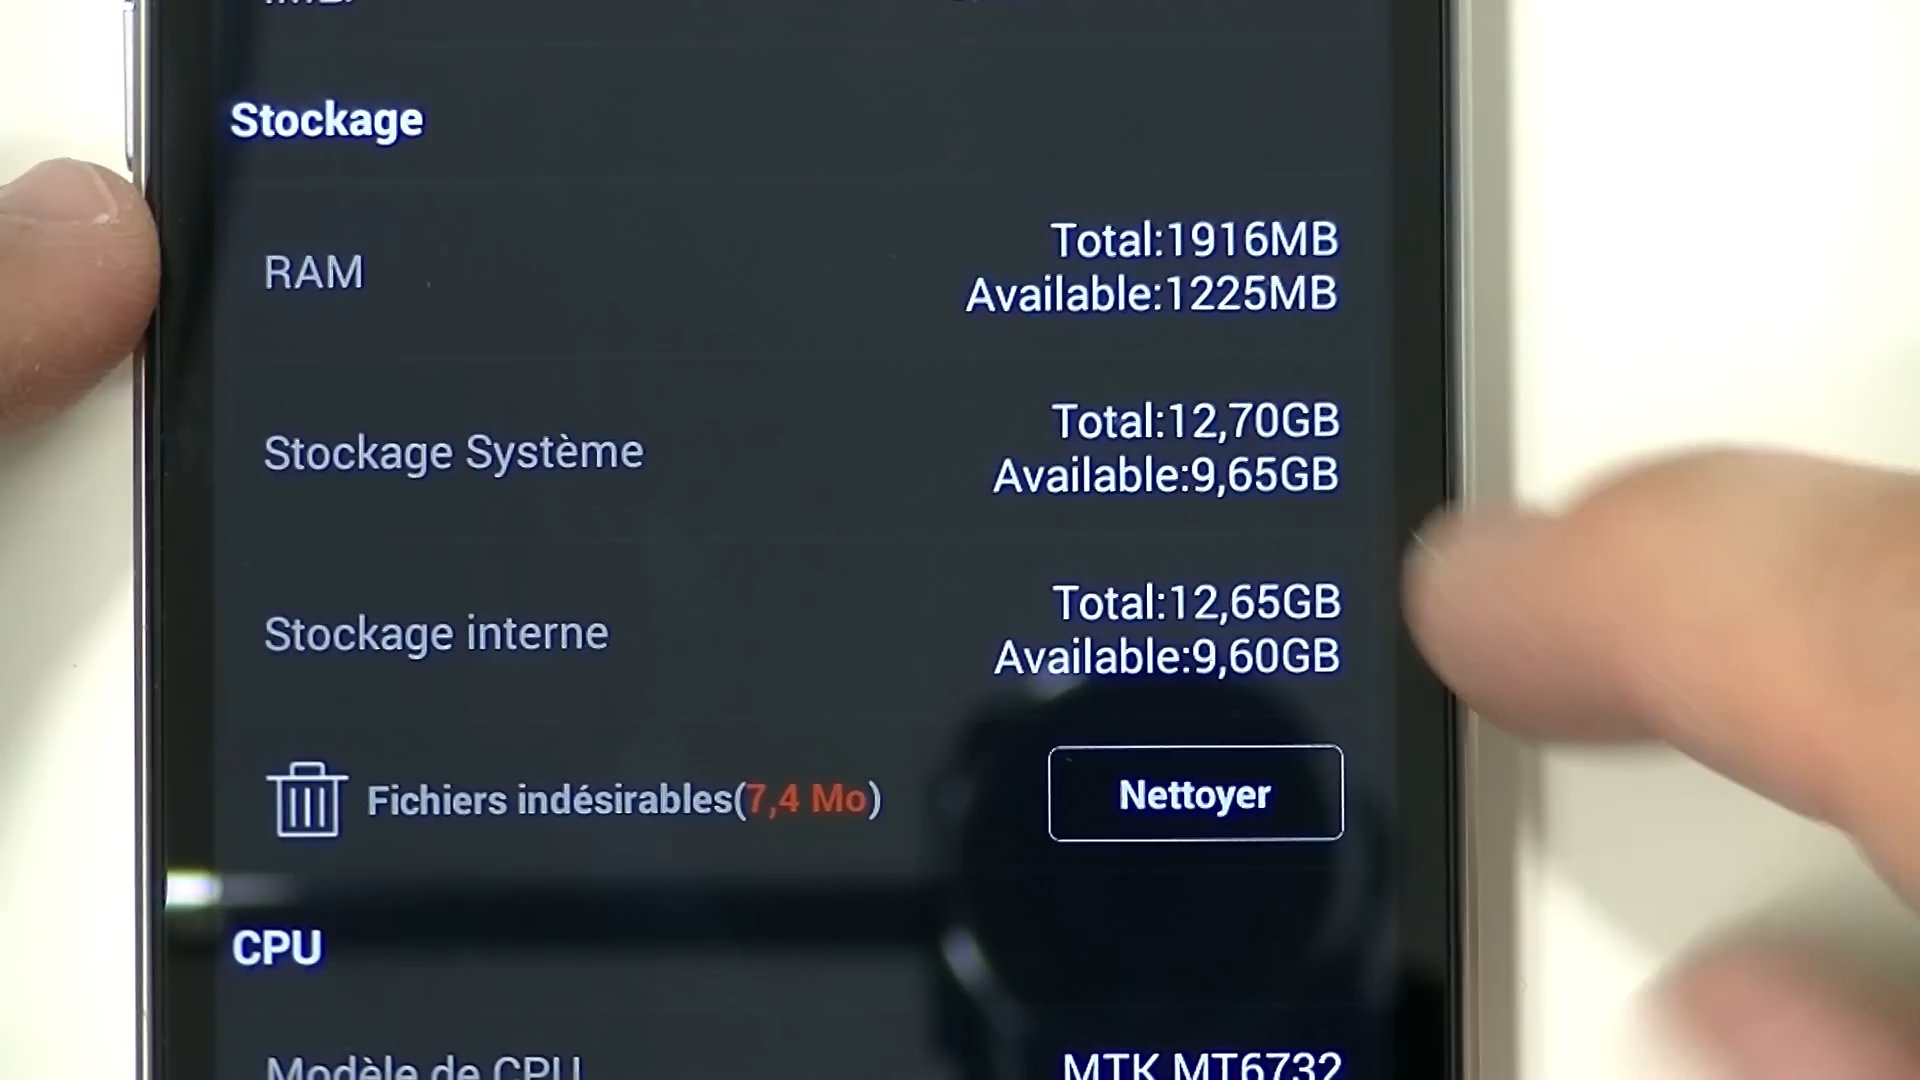 Stockage
RAM
Total:1916MB
Available:1225MB
Stockage Système
Total:12,70GB
Available:9,65GB
Stockage interne
Total:12,65GB
Available:9,60GB
Fichiers indésirables(7,4 Mo)
Nettoyer
CPU
Modèle de CPU
MTK MT6732